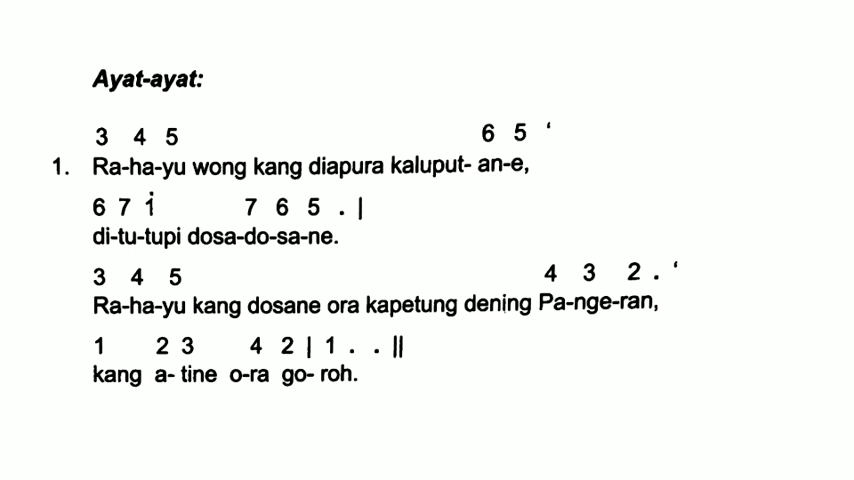 Ayat-ayat:
3 4 5 6 5 ‘
1. Ra-ha-yu wong kang diapura kaluput- an-e,
6 7 1̇ 7 6 5 . |
di-tu-tupi dosa-do-sa-ne.
3 4 5 4 3 2 . ‘
Ra-ha-yu kang dosane ora kapetung dening Pa-nge-ran,
1 2 3 4 2 | 1 . . ||
kang a- tine o-ra go- roh.